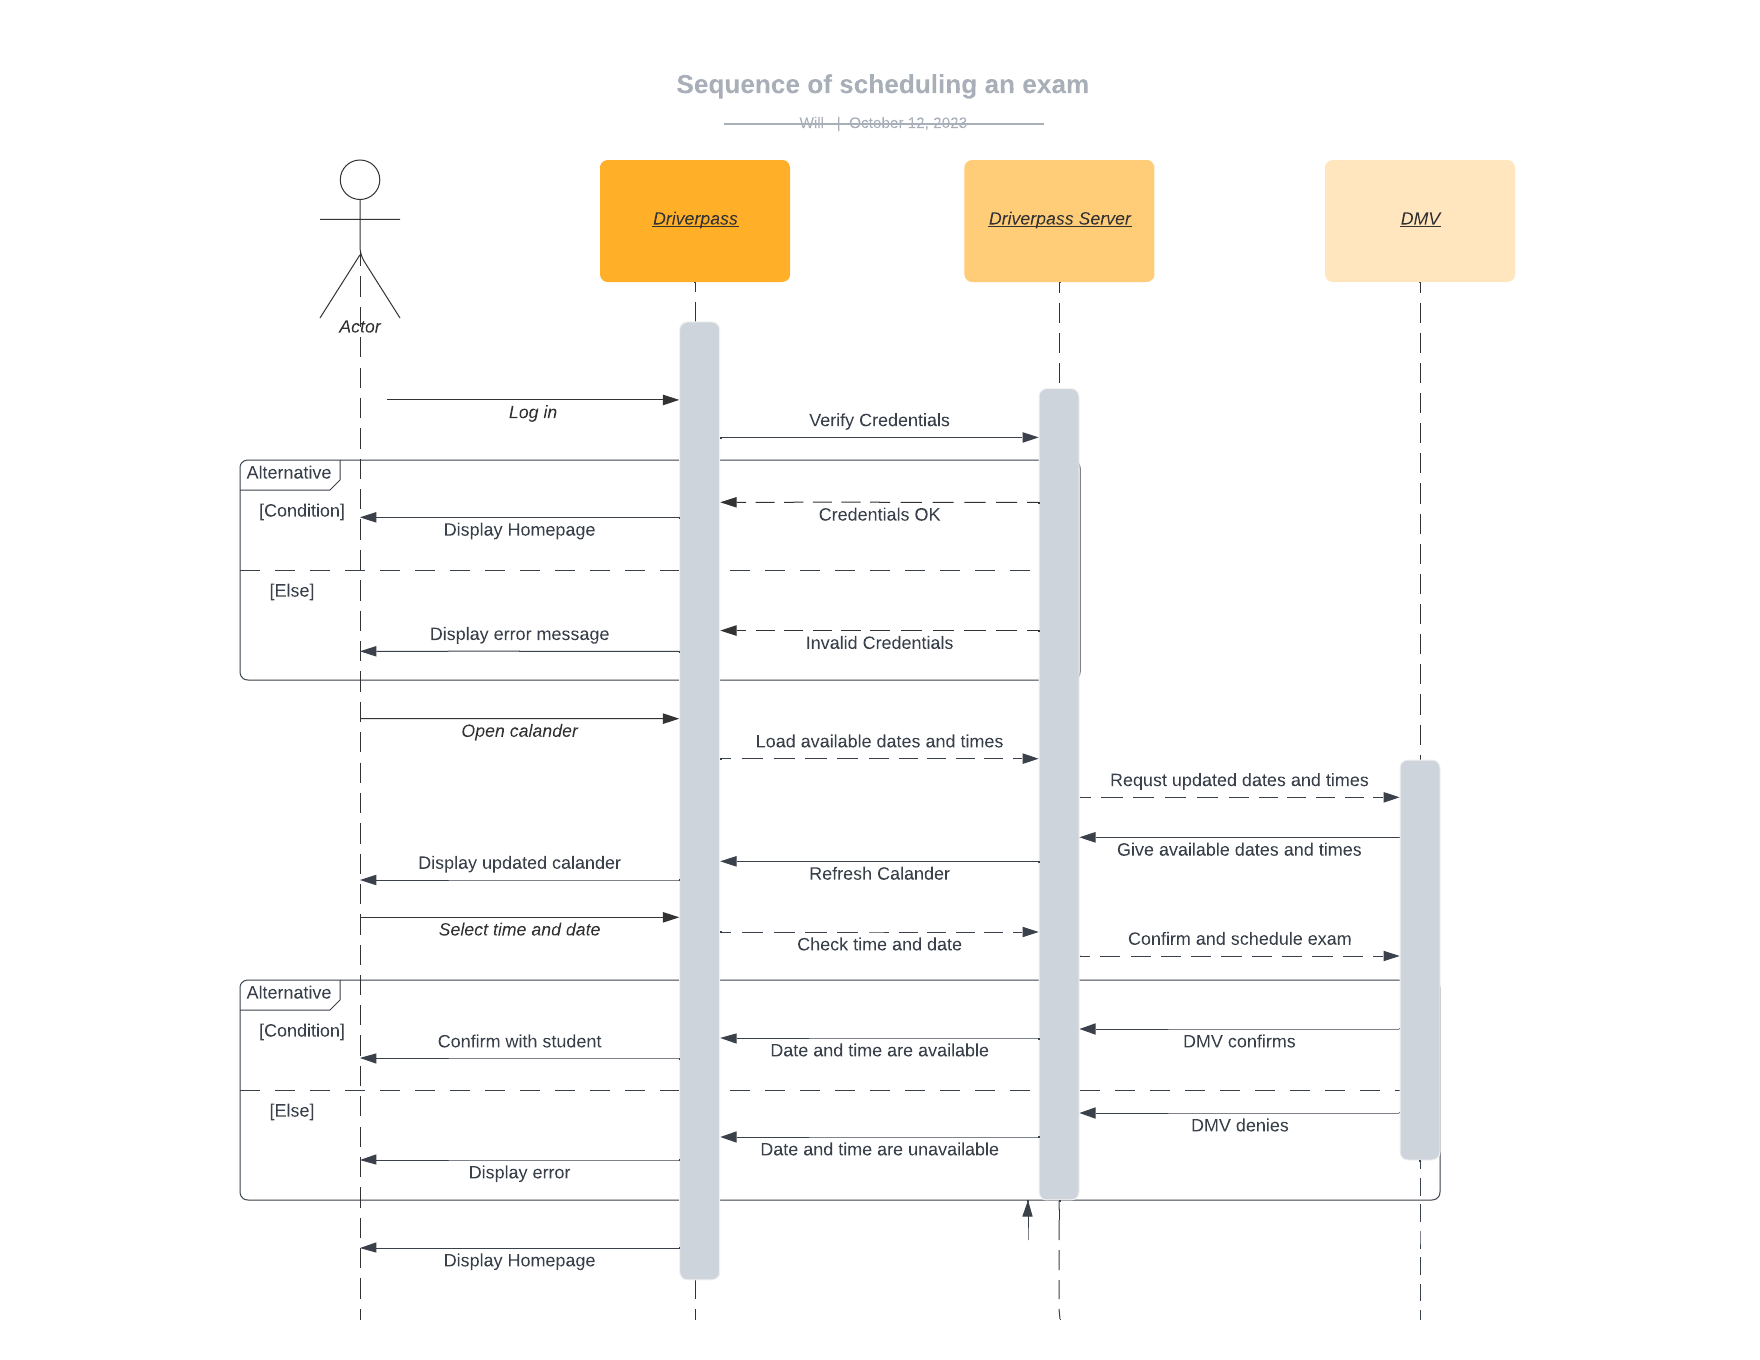 Sequence of scheduling an exam
Will | October 12, 2023
Driverpass
Driverpass Server
DMV
Actor
Log in
Verify Credentials
Alternative
[Condition]
Credentials OK
Display Homepage
[Else]
Display error message
Invalid Credentials
Open calander
Load available dates and times
Requst updated dates and times
Give available dates and times
Display updated calander
Refresh Calander
Select time and date
Check time and date
Confirm and schedule exam
Alternative
[Condition]
Confirm with student
Date and time are available
DMV confirms
[Else]
DMV denies
Date and time are unavailable
Display error
Display Homepage